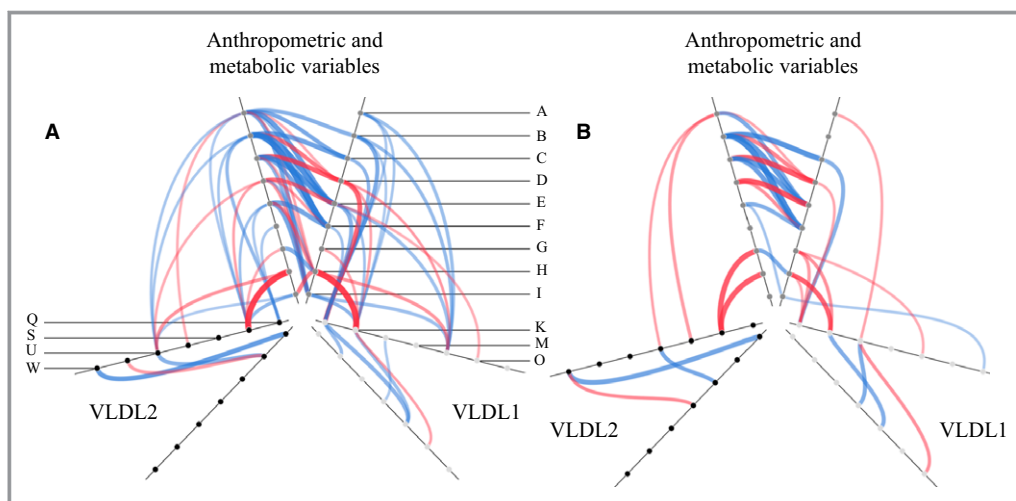 Anthropometric and
metabolic variables
Anthropometric and
metabolic variables
A
B
A
B
C
D
E
F
G
H
I
Q
S
U
W
K
M
O
VLDL2
VLDL1
VLDL2
VLDL1